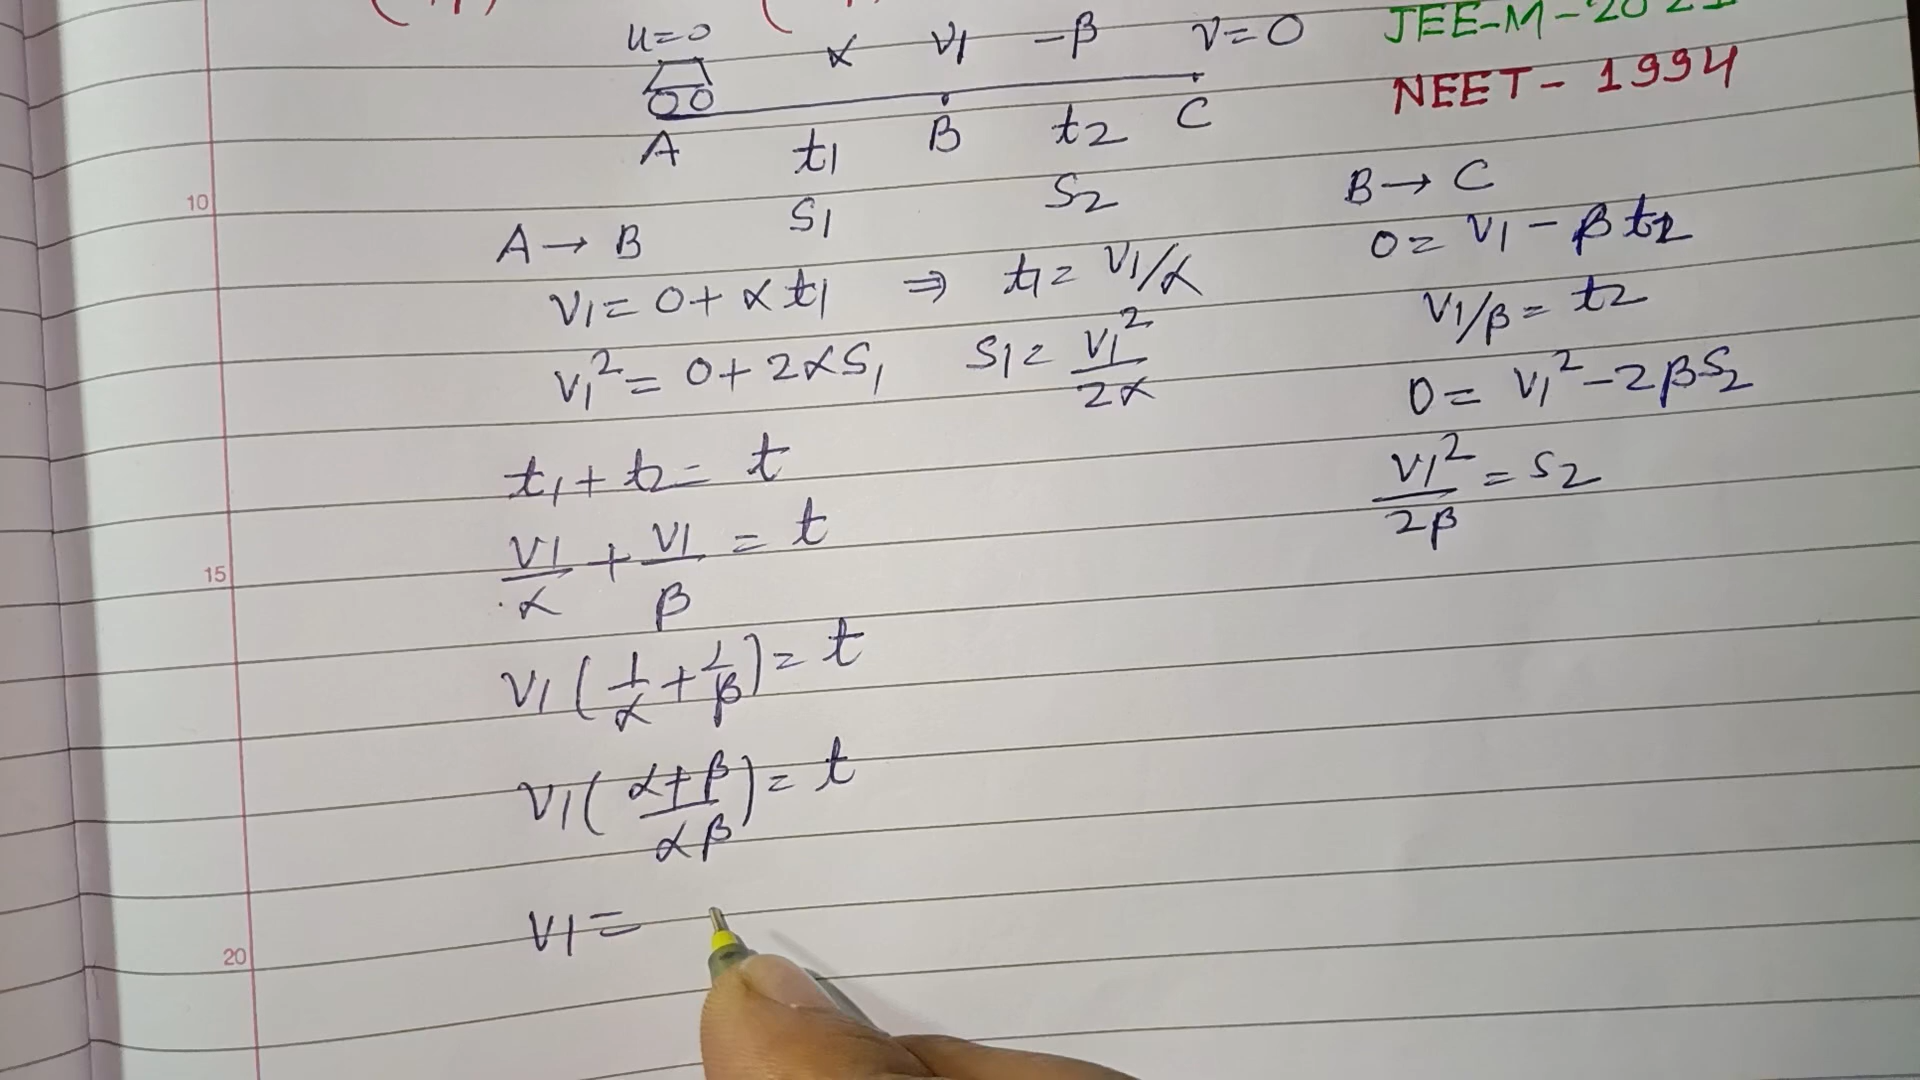 JEE-M-2021
u=0 α v1 -β v=0
NEET- 1994
A t1 B t2 C
S1 S2
B → C
A → B
0= v1 - βt2
v1= 0+ αt1 ⇒ t1= v1/α
v1/β= t2
v1²= 0+ 2αS1 S1= v1²/2α
0= v1²-2βS2
t1+t2= t
v1²/2β = S2
v1/α + v1/β = t
v1(1/α+1/β)= t
v1(α+β/αβ)= t
v1=
10
15
20